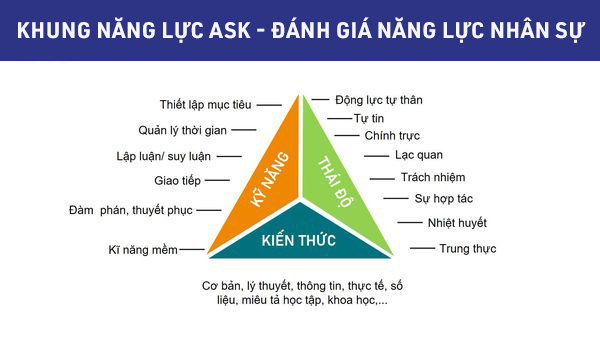 KHUNG NĂNG LỰC ASK - ĐÁNH GIÁ NĂNG LỰC NHÂN SỰ
Thiết lập mục tiêu
Quản lý thời gian
Lập luận/ suy luận
Giao tiếp
Đàm phán, thuyết phục
Kĩ năng mềm
KỸ NĂNG
THÁI ĐỘ
KIẾN THỨC
Động lực tự thân
Tự tin
Chính trực
Lạc quan
Trách nhiệm
Sự hợp tác
Nhiệt huyết
Trung thực
Cơ bản, lý thuyết, thông tin, thực tế, số
liệu, miêu tả học tập, khoa học,...